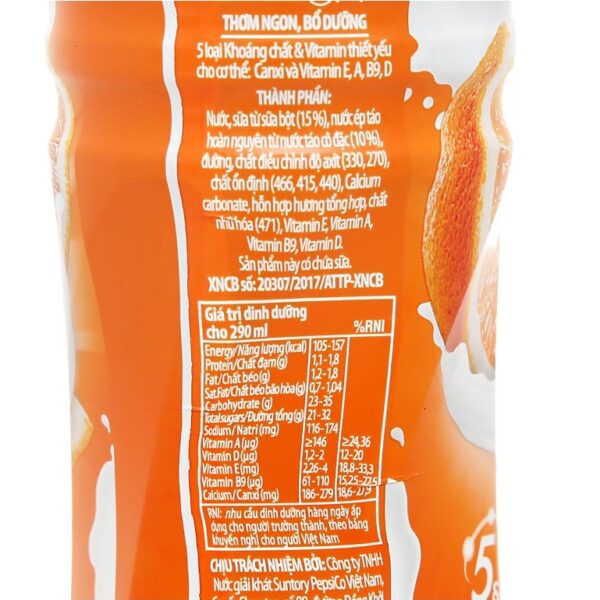 THƠM NGON, BỔ DƯỠNG
5 loại Khoáng chất & Vitamin thiết yếu
cho cơ thể: Canxi và Vitamin E, A, B9, D
THÀNH PHẦN:
Nước, sữa từ sữa bột (15%), nước ép táo
hoàn nguyên từ nước táo cô đặc (10%),
đường, chất điều chỉnh độ axit (330, 270),
chất ổn định (466, 415, 440), Calcium
carbonate, hỗn hợp hương tổng hợp, chất
nhũ hóa (471), Vitamin E, Vitamin A,
Vitamin B9, Vitamin D.
Sản phẩm này có chứa sữa.
XNCB số: 20307/2017/ATTP-XNCB
Giá trị dinh dưỡng
cho 290 ml %RNI
Energy/Năng lượng (kcal) 105-157
Protein/Chất đạm (g) 1,1-1,8
Fat/Chất béo (g) 1,2-1,8
Sat.Fat/Chất béo bão hòa (g) 0,7-1,04
Carbohydrate (g) 23-35
Total sugars/Đường tổng (g) 21-32
Sodium/Natri (mg) 116-174
Vitamin A (µg) ≥146 ≥24,36
Vitamin D (µg) 1,2-2 12-20
Vitamin E (mg) 2,26-4 18,8-33,3
Vitamin B9 (µg) 61-110 15,25-27,5
Calcium/Canxi (mg) 186-279 18,6-27,9
RNI: nhu cầu dinh dưỡng hàng ngày áp
dụng cho người trưởng thành, theo bảng
khuyến nghị cho người Việt Nam
CHỊU TRÁCH NHIỆM BỞI: Công ty TNHH
Nước giải khát Suntory PepsiCo Việt Nam,
số 88, đường Đồng Khởi
5
&